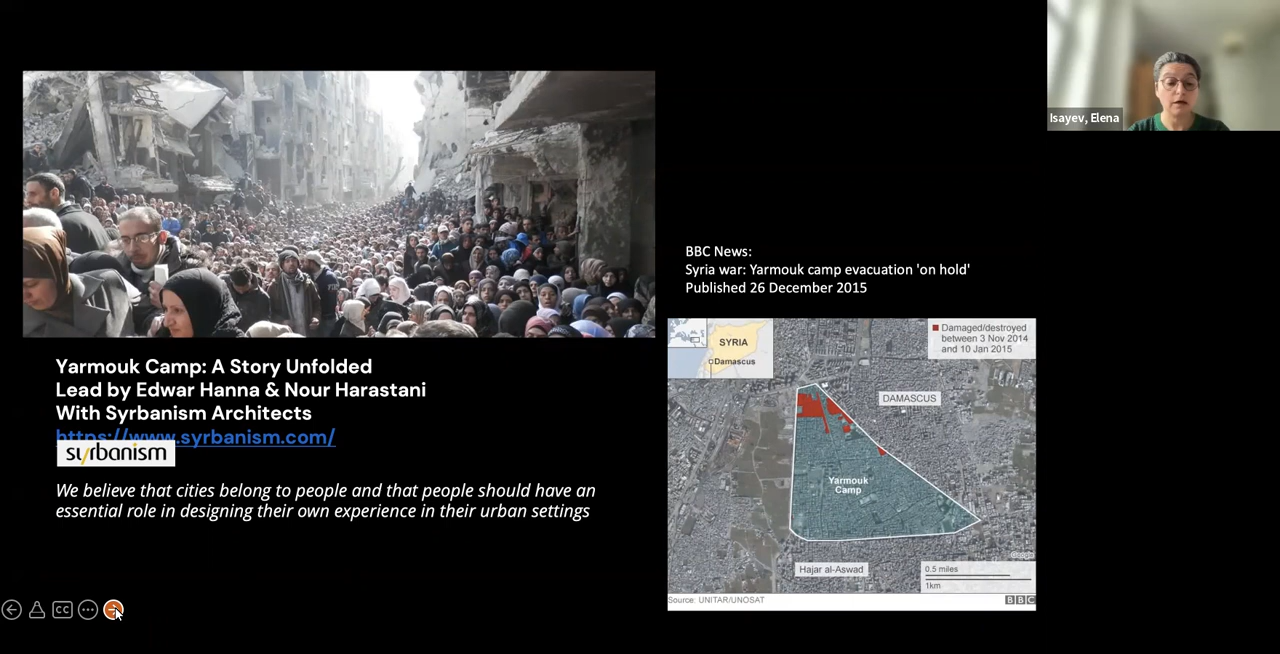 Isayev, Elena
BBC News:
Syria war: Yarmouk camp evacuation 'on hold'
Published 26 December 2015
Yarmouk Camp: A Story Unfolded
Lead by Edwar Hanna & Nour Harastani
With Syrbanism Architects
https://www.syrbanism.com/
syrbanism
We believe that cities belong to people and that people should have an
essential role in designing their own experience in their urban settings
SYRIA
Damascus
Damaged/destroyed
between 3 Nov 2014
and 10 Jan 2015
DAMASCUS
Yarmouk
Camp
Google
Hajar al-Aswad
0.5 miles
1km
Source: UNITAR/UNOSAT
BBC
CC